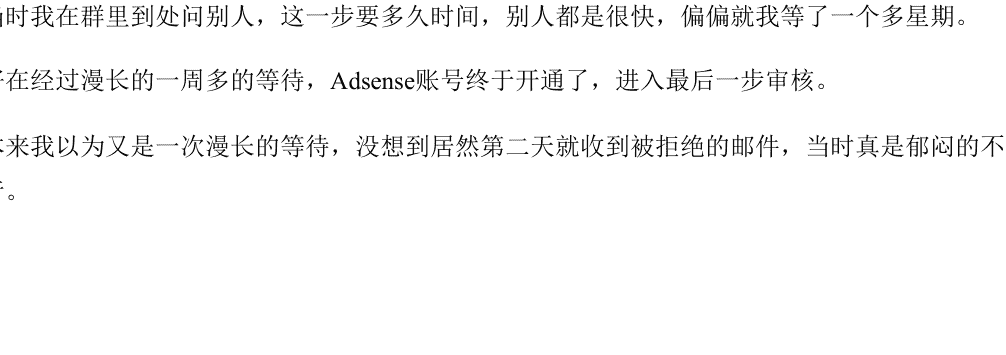 当时我在群里到处问别人，这一步要多久时间，别人都是很快，偏偏就我等了一个多星期。
在经过漫长的一周多的等待，Adsense账号终于开通了，进入最后一步审核。
本来我以为又是一次漫长的等待，没想到居然第二天就收到被拒绝的邮件，当时真是郁闷的不
。